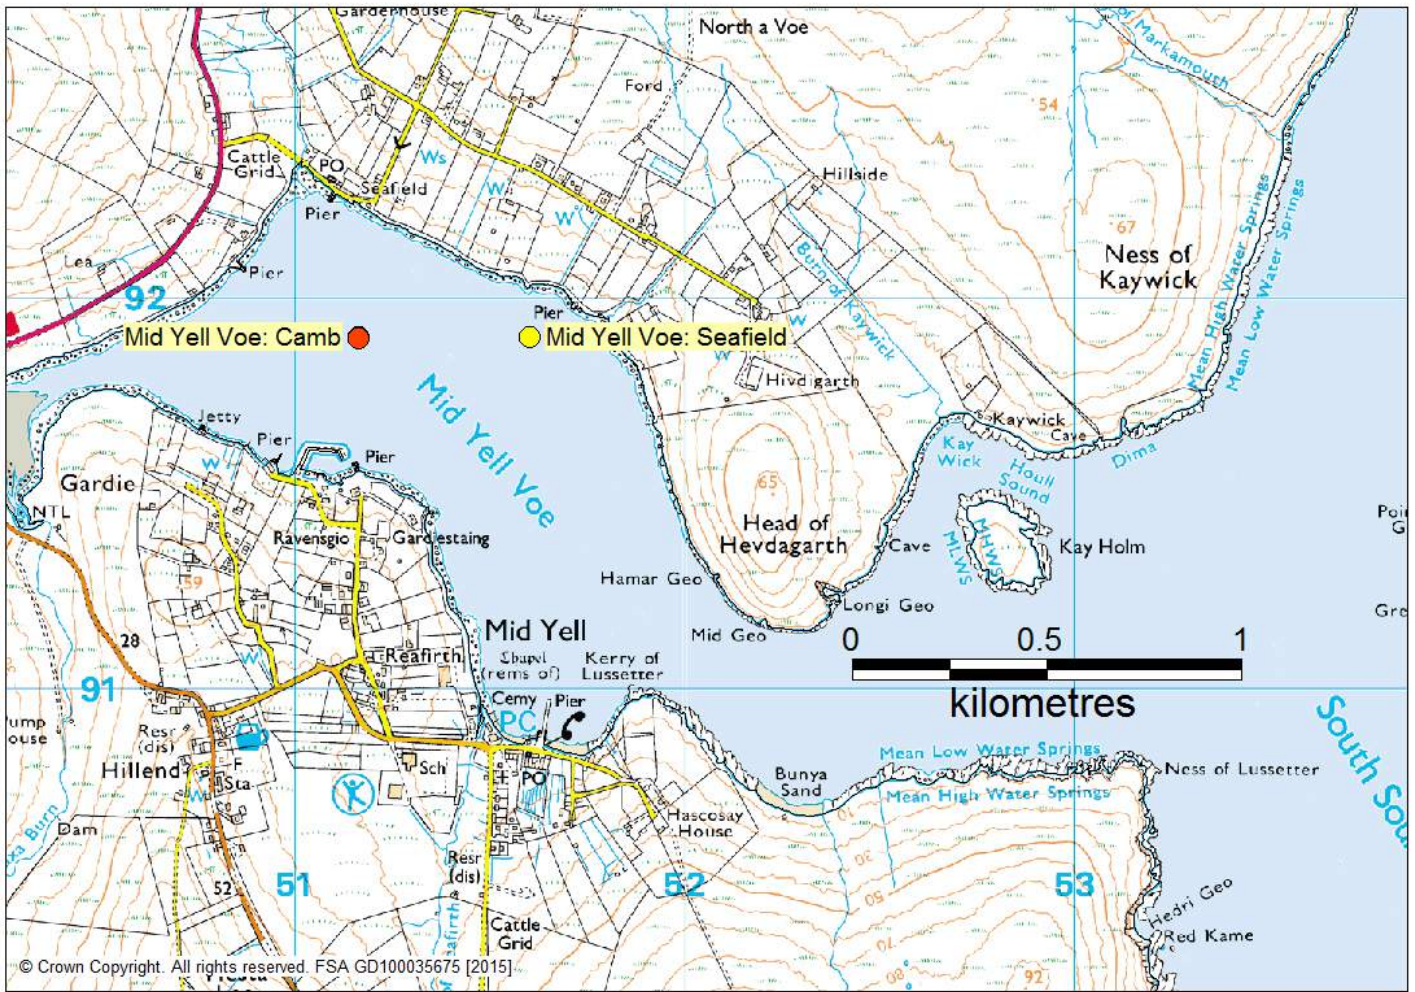 Gardenhouse
North a Voe
of Markamouth
Ford
54
Cattle
Grid
PO
Ws
W
Seafield
Hillside
Pier
W
67
Ness of
Kaywick
Mean High Water Springs
Mean Low Water Springs
Lea
Pier
Burn of Kaywick
92
Pier
W
Mid Yell Voe: Camb
Mid Yell Voe: Seafield
W
Hivdigarth
Mid Yell Voe
Jetty
Kaywick
Cave
Pier
Kay
Wick
Dima
Pier
W
Houll
Sound
Gardie
65
NTL
Head of
Hevdagarth
Ravensgio
Gardiestaing
Cave
MHWS
MLWS
Kay Holm
Hamar Geo
59
Longi Geo
Mid Geo
28
Mid Yell
0
0.5
1
kilometres
Reafirth
Chapel
(rems of)
Kerry of
Lussetter
W
91
Cemy
Pier
PC
Resr
(dis)
Hillend
F
Sta
Sch
PO
Mean Low Water Springs
Ness of Lussetter
Bunya
Sand
Mean High Water Springs
W
Hascosay
House
Dam
10
30
50
70
80
Resr
(dis)
52
51
52
53
Hedri Geo
Cattle
Grid
Red Kame
92
© Crown Copyright. All rights reserved. FSA GD100035675 [2015]